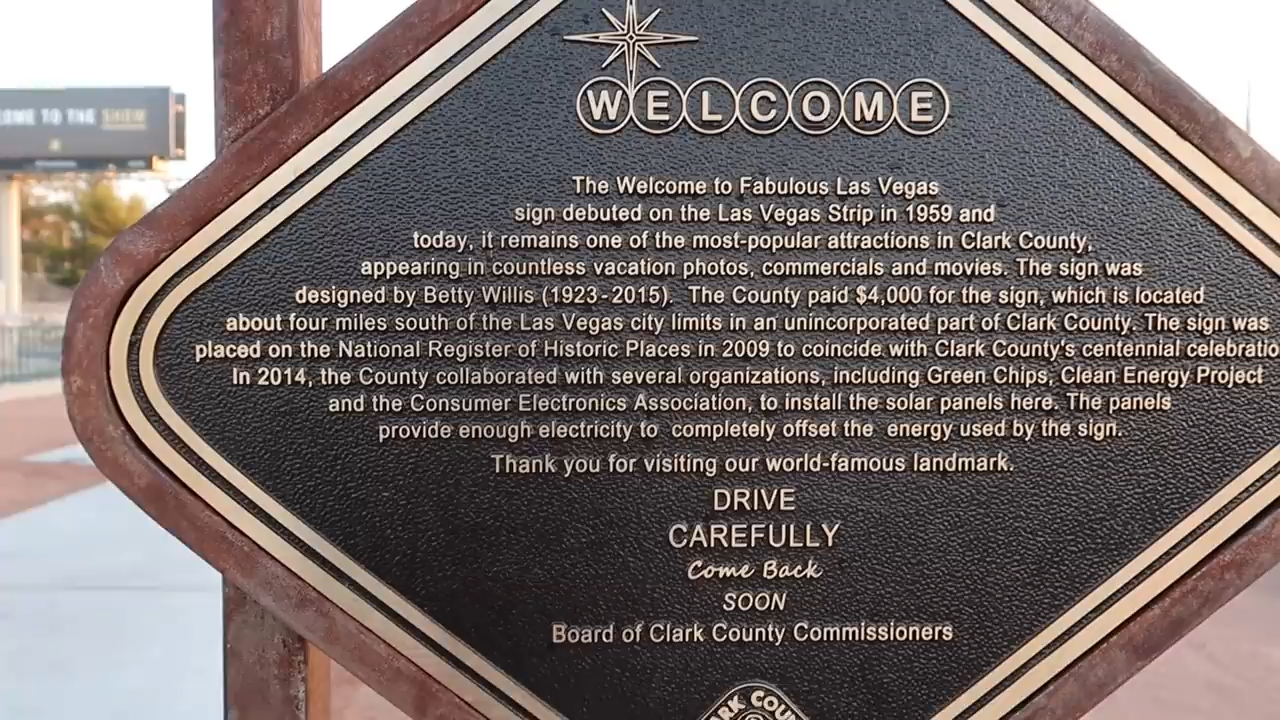 OME TO THE SHOW
WELCOME
The Welcome to Fabulous Las Vegas
sign debuted on the Las Vegas Strip in 1959 and
today, it remains one of the most-popular attractions in Clark County,
appearing in countless vacation photos, commercials and movies. The sign was
designed by Betty Willis (1923-2015). The County paid $4,000 for the sign, which is located
about four miles south of the Las Vegas city limits in an unincorporated part of Clark County. The sign was
placed on the National Register of Historic Places in 2009 to coincide with Clark County's centennial celebratio
In 2014, the County collaborated with several organizations, including Green Chips, Clean Energy Project
and the Consumer Electronics Association, to install the solar panels here. The panels
provide enough electricity to completely offset the energy used by the sign.
Thank you for visiting our world-famous landmark.
DRIVE
CAREFULLY
Come Back
SOON
Board of Clark County Commissioners
ARK COUN